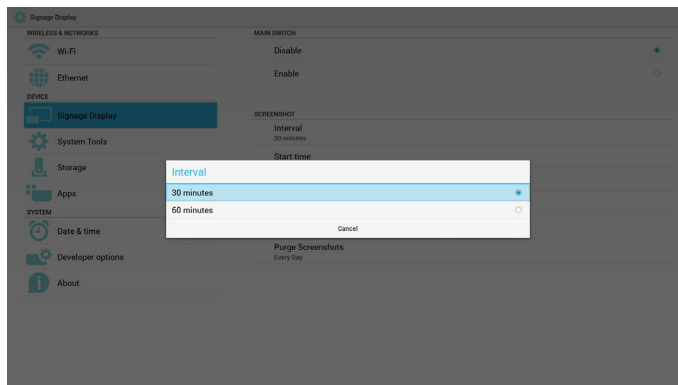 Signage Display
WIRELESS & NETWORKS
Wi-Fi
Ethernet
DEVICE
Signage Display
System Tools
Storage
Apps
SYSTEM
Date & time
Developer options
About
MAIN SWITCH
Disable
Enable
SCREENSHOT
Interval
30 minutes
Start time
Interval
30 minutes
60 minutes
Cancel
Purge Screenshots
Every Day